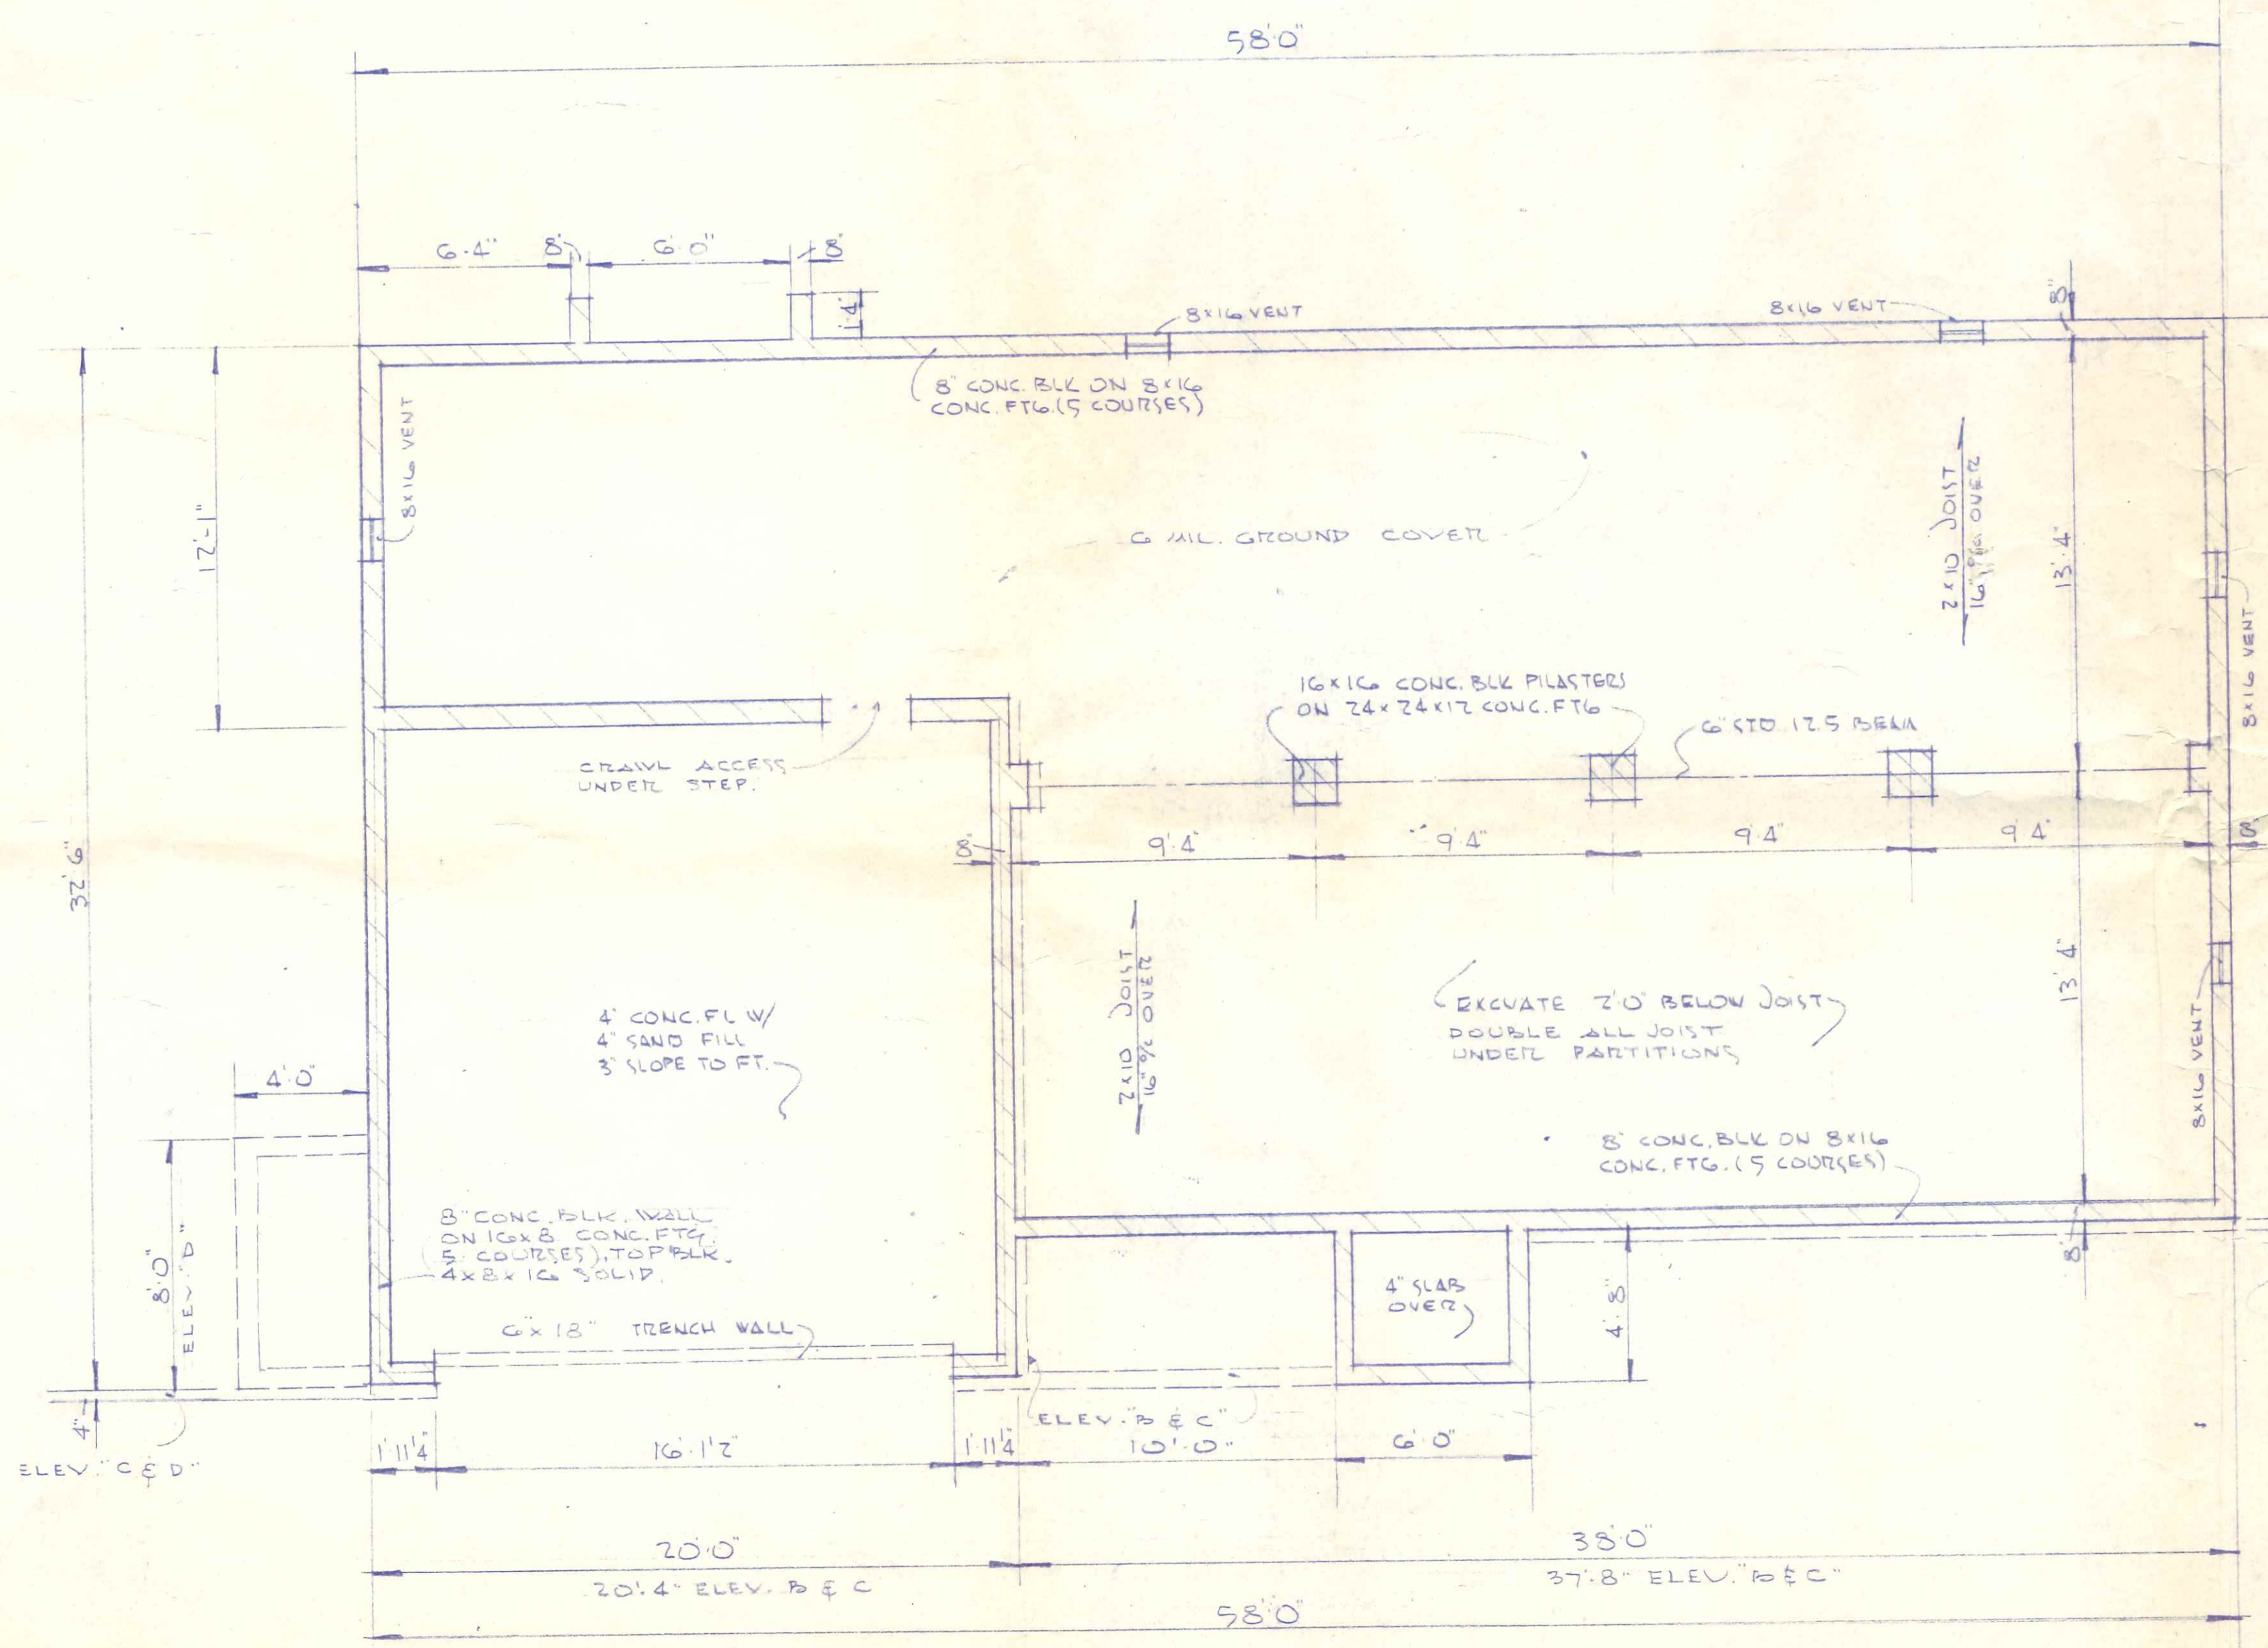 58'0"
6'-4"
8"
6'0"
8"
1'4"
8x16 VENT
8x16 VENT
8"
8" CONC. BLK ON 8x16
CONC. FTG. (5 COURSES)
8x16 VENT
12'-1"
6 MIL. GROUND COVER
2x10 JOIST
16" % OVER
13'.4"
8x16 VENT
16x16 CONC. BLK PILASTERS
ON 24x24x12 CONC. FTG
6" STD. 12.5 BEAM
CRAWL ACCESS
UNDER STEP.
32'.6"
8"
9'4"
9'4"
9'4"
9'4"
8"
4" CONC. FL W/
4" SAND FILL
3" SLOPE TO FT.
2x10 JOIST
16" % OVER
EXCVATE 2'0" BELOW JOIST
DOUBLE ALL JOIST
UNDER PARTITIONS
13'4"
8x16 VENT
4'-0"
8" CONC. BLK ON 8x16
CONC. FTG. (5 COURSES)
8" CONC. BLK. WALL
ON 16x8 CONC. FTG.
(5 COURSES), TOP BLK.
4x8x16 SOLID.
8'-0"
ELEV. "D"
6"x18" TRENCH WALL
4" SLAB
OVER
4'.8"
8"
4"
ELEV. "C & D"
1'11¼"
16'-1½"
1'11¼"
ELEV. "B & C"
10'-0"
6'0"
20'0"
20'.4" ELEV. B & C
38'0"
37'.8" ELEV. "B & C"
58'0"